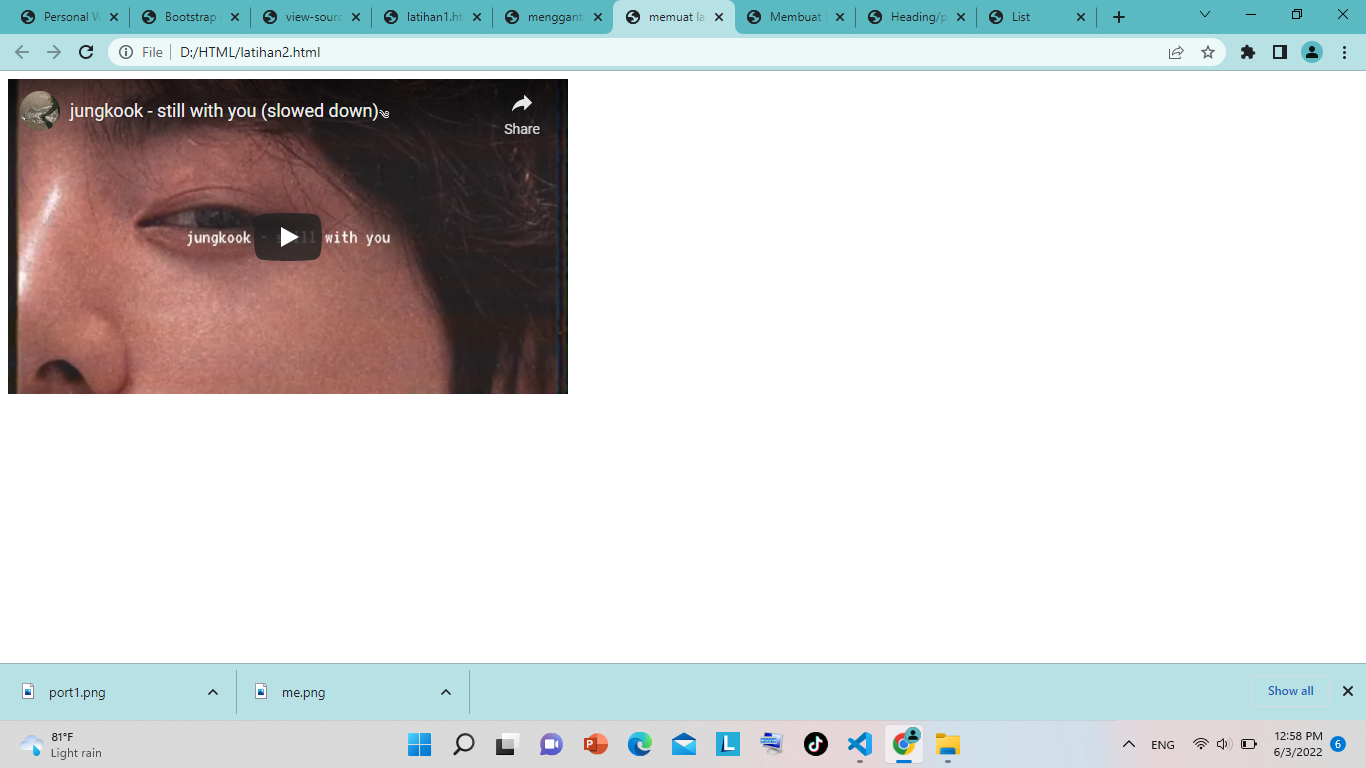 Personal W
Bootstrap
view-sourc
latihan1.ht
mengganti
memuat la
Membuat
Heading/p
List
File
D:/HTML/latihan2.html
jungkook - still with you (slowed down)
Share
jungkook - still with you
port1.png
me.png
Show all
81°F
Light rain
ENG
12:58 PM
6/3/2022
6